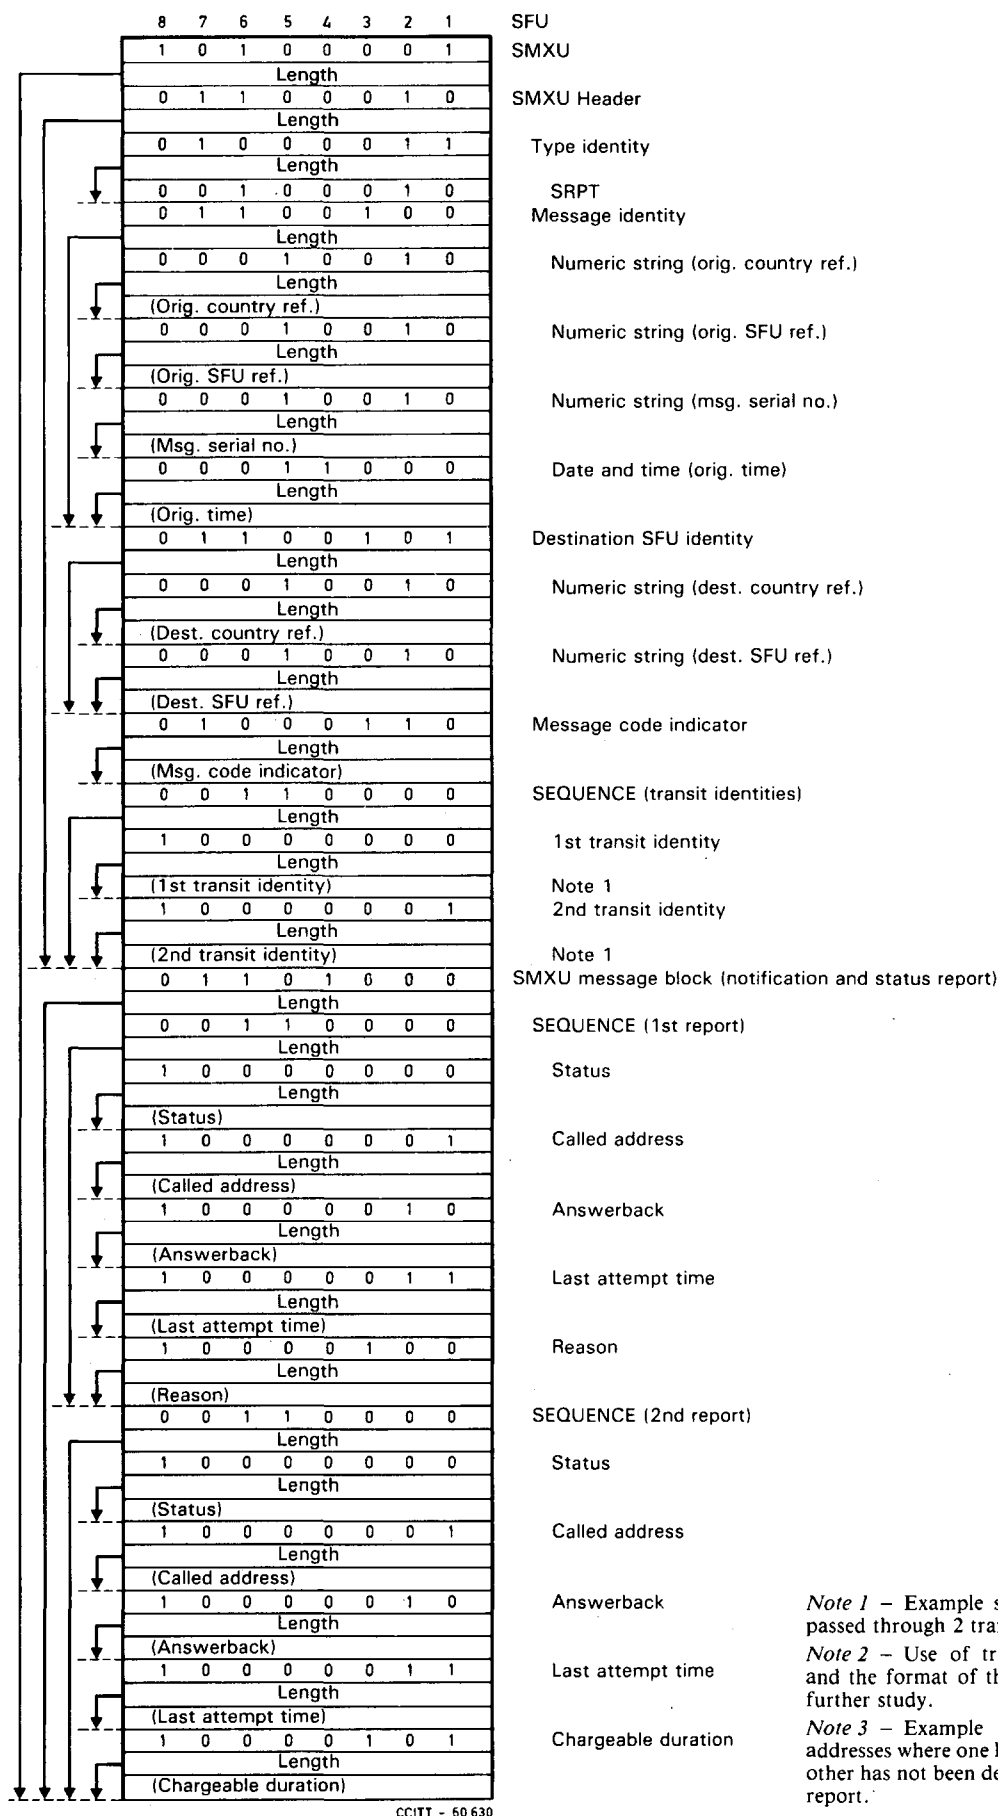 8 7 6 5 4 3 2 1 SFU
1 0 1 0 0 0 0 1 SMXU
Length
0 1 1 0 0 0 1 0 SMXU Header
Length
0 1 0 0 0 0 1 1 Type identity
Length
0 0 1 0 0 0 1 0 SRPT
0 1 1 0 0 1 0 0 Message identity
Length
0 0 0 1 0 0 1 0 Numeric string (orig. country ref.)
Length
(Orig. country ref.)
0 0 0 1 0 0 1 0 Numeric string (orig. SFU ref.)
Length
(Orig. SFU ref.)
0 0 0 1 0 0 1 0 Numeric string (msg. serial no.)
Length
(Msg. serial no.)
0 0 0 1 1 0 0 0 Date and time (orig. time)
Length
(Orig. time)
0 1 1 0 0 1 0 1 Destination SFU identity
Length
0 0 0 1 0 0 1 0 Numeric string (dest. country ref.)
Length
(Dest. country ref.)
0 0 0 1 0 0 1 0 Numeric string (dest. SFU ref.)
Length
(Dest. SFU ref.)
0 1 0 0 0 1 1 0 Message code indicator
Length
(Msg. code indicator)
0 0 1 1 0 0 0 0 SEQUENCE (transit identities)
Length
1 0 0 0 0 0 0 0 1st transit identity
Length
(1st transit identity) Note 1
1 0 0 0 0 0 0 1 2nd transit identity
Length
(2nd transit identity) Note 1
0 1 1 0 1 0 0 0 SMXU message block (notification and status report)
Length
0 0 1 1 0 0 0 0 SEQUENCE (1st report)
Length
1 0 0 0 0 0 0 0 Status
Length
(Status)
1 0 0 0 0 0 0 1 Called address
Length
(Called address)
1 0 0 0 0 0 1 0 Answerback
Length
(Answerback)
1 0 0 0 0 0 1 1 Last attempt time
Length
(Last attempt time)
1 0 0 0 0 1 0 0 Reason
Length
(Reason)
0 0 1 1 0 0 0 0 SEQUENCE (2nd report)
Length
1 0 0 0 0 0 0 0 Status
Length
(Status)
1 0 0 0 0 0 0 1 Called address
Length
(Called address)
1 0 0 0 0 0 1 0 Answerback
Length
(Answerback)
1 0 0 0 0 0 1 1 Last attempt time
Length
(Last attempt time)
1 0 0 0 0 1 0 1 Chargeable duration
Length
(Chargeable duration)
Note 1 – Example
passed through 2
Note 2 – Use of
and the format of
further study.
Note 3 – Example
addresses where one
other has not been
report.
CCITT - 60 630